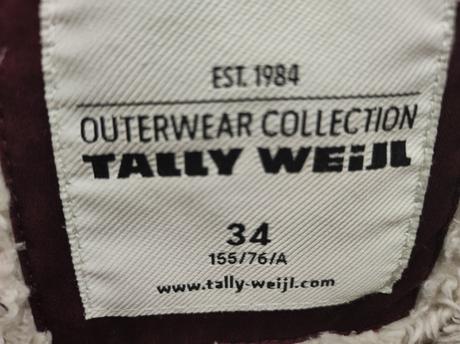 EST. 1984
OUTERWEAR COLLECTION
TALLY WEiJL
34
155/76/A
www.tally-weijl.com